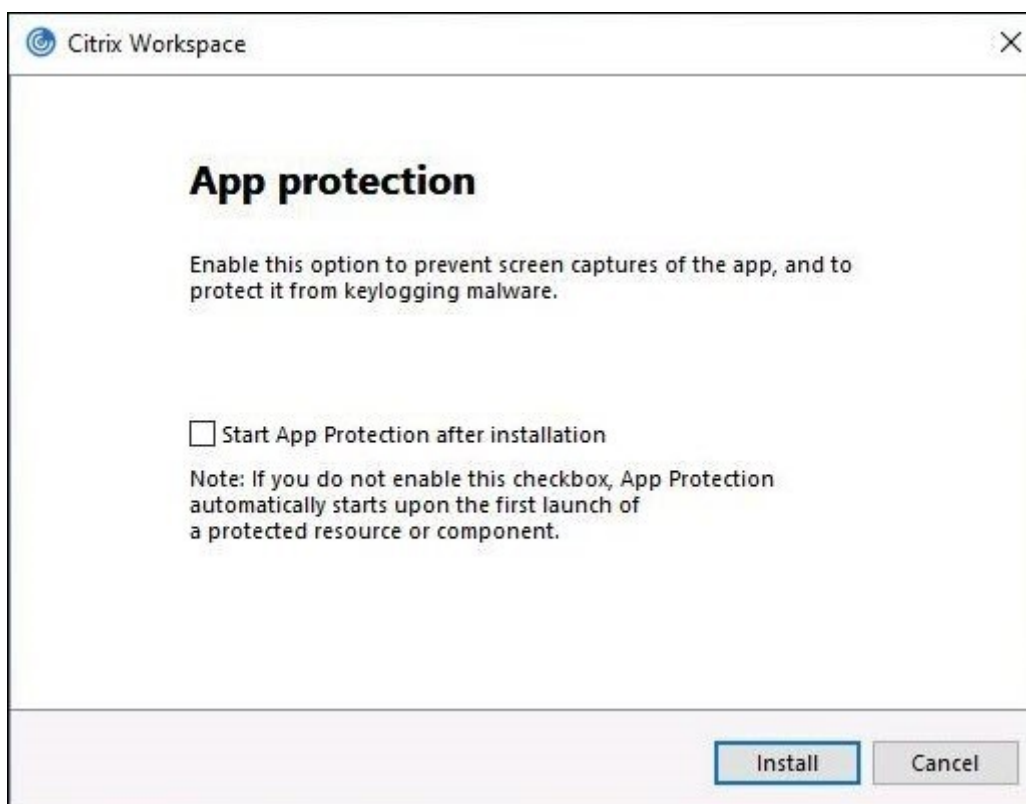 Citrix Workspace
App protection
Enable this option to prevent screen captures of the app, and to
protect it from keylogging malware.
Start App Protection after installation
Note: If you do not enable this checkbox, App Protection
automatically starts upon the first launch of
a protected resource or component.
Install
Cancel